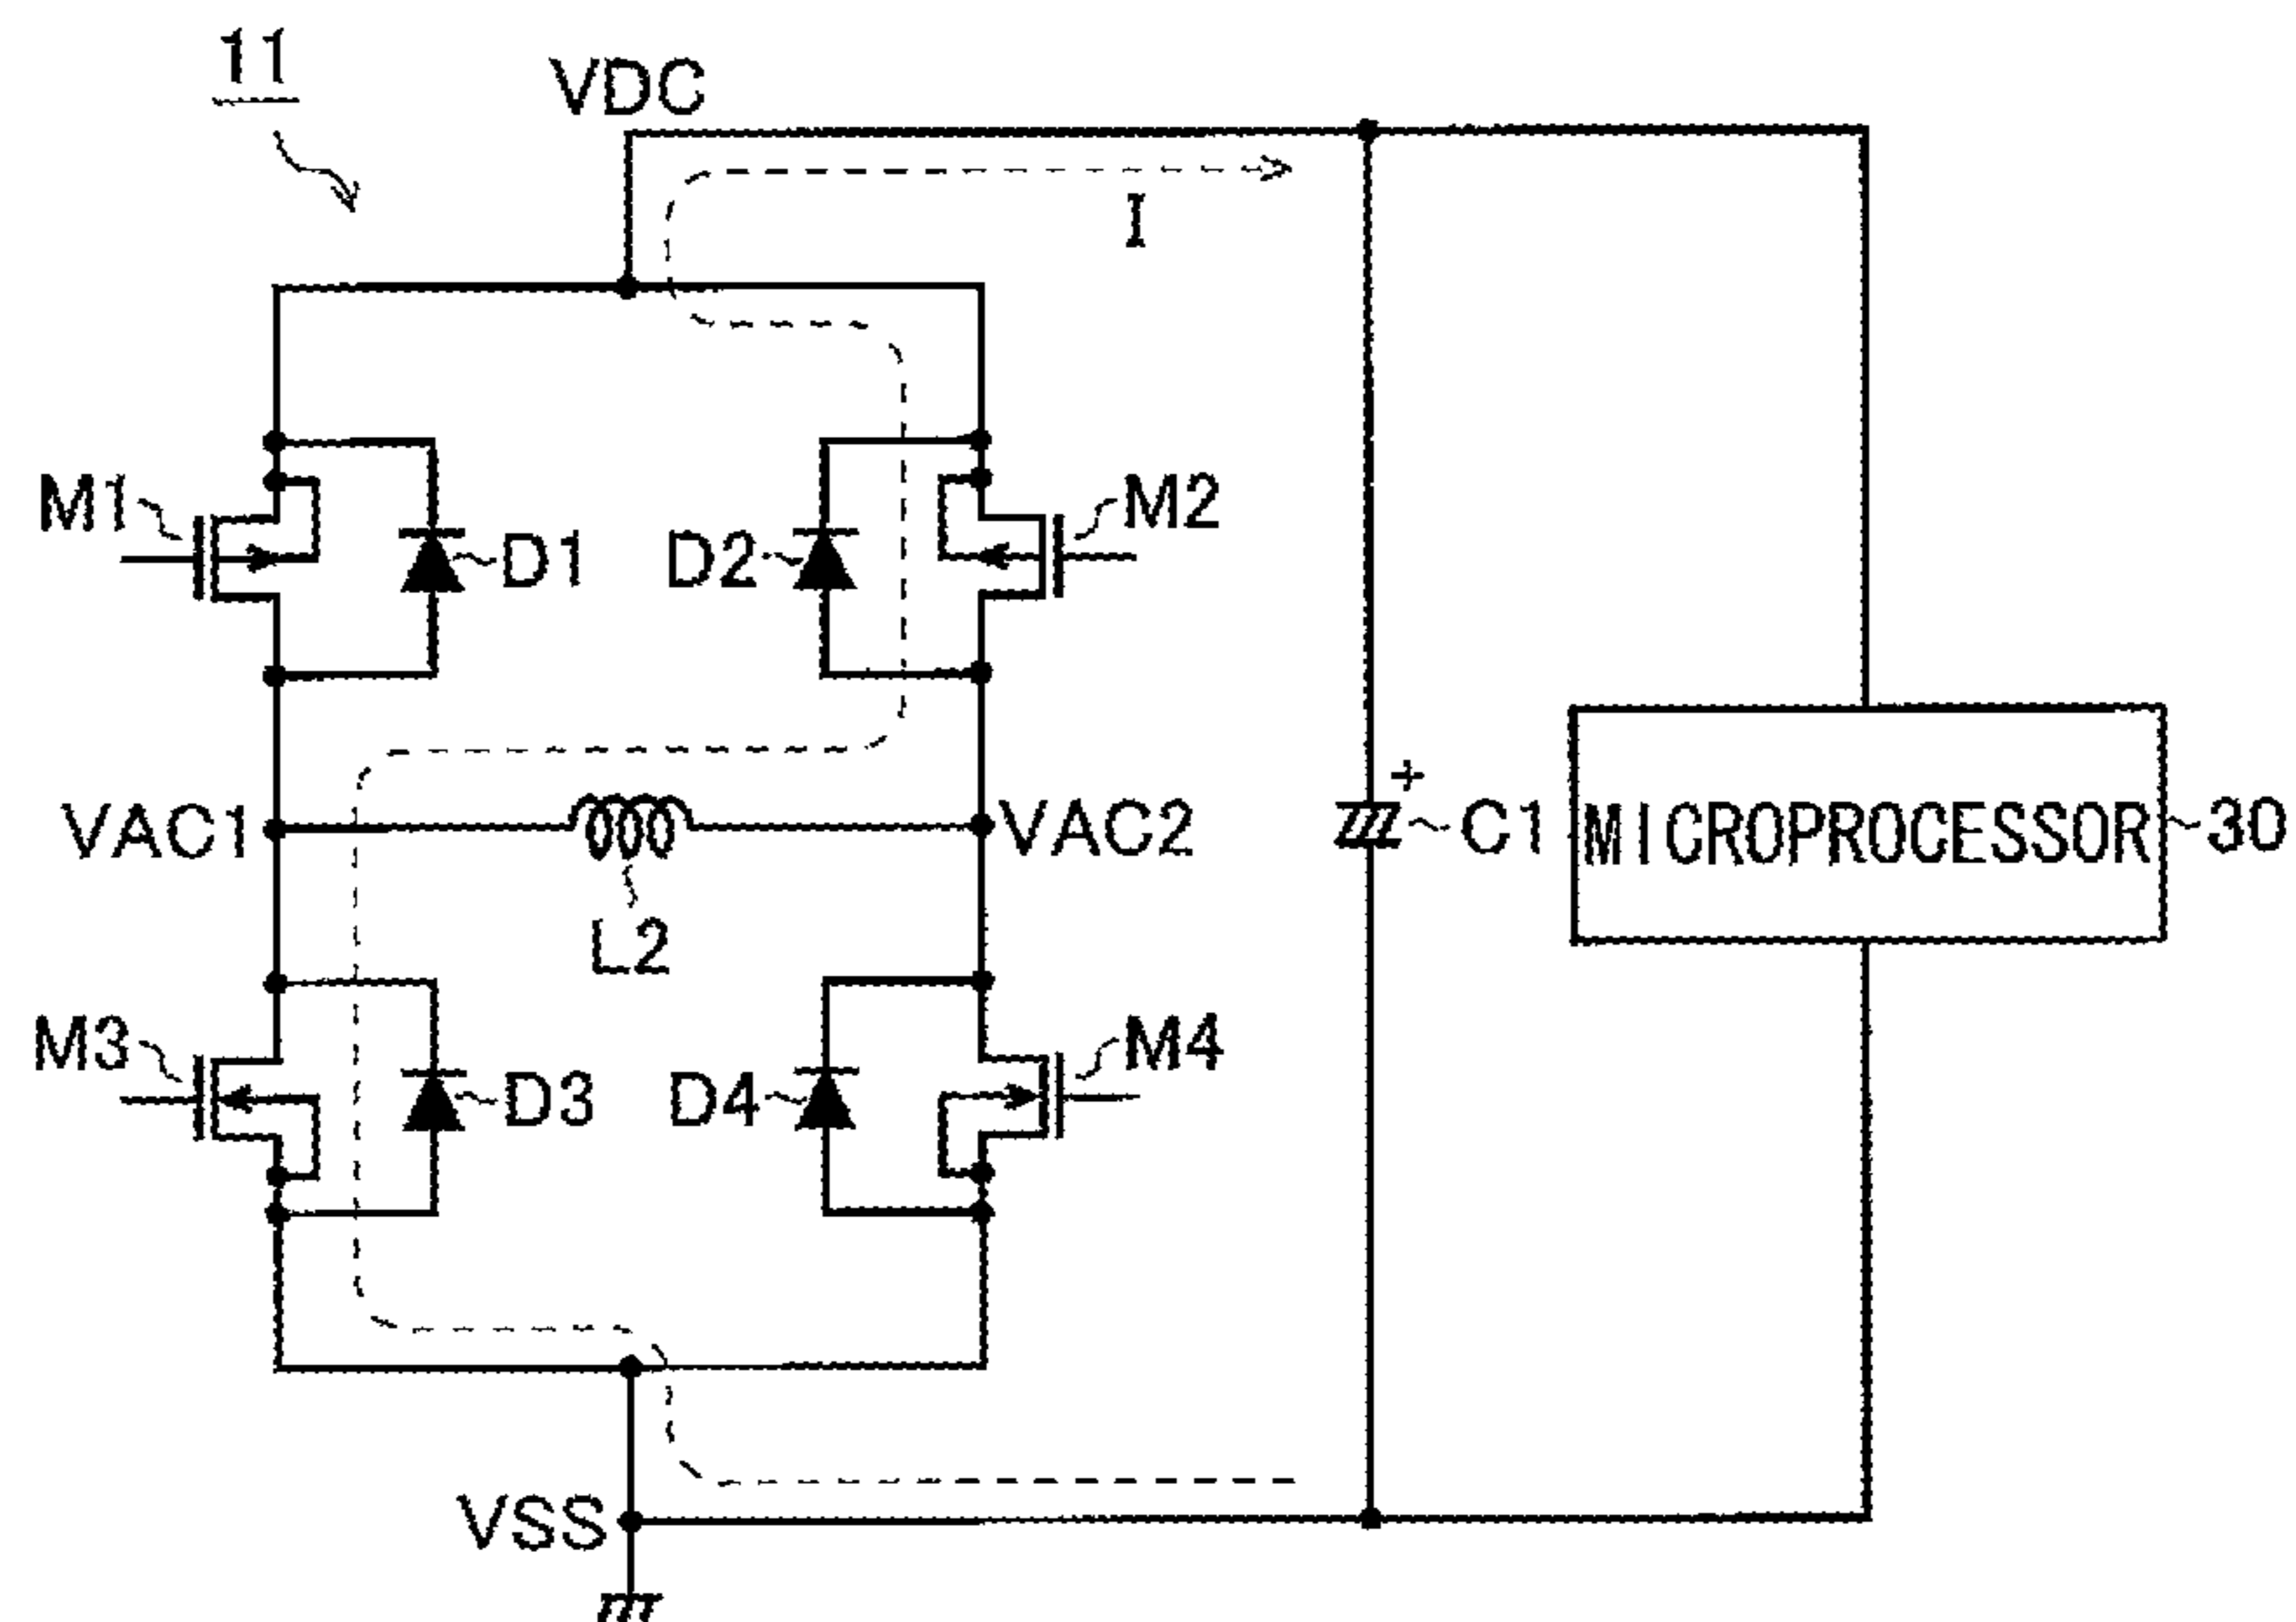 11
VDC
I
M1
D1
D2
M2
VAC1
VAC2
+
C1
MICROPROCESSOR
30
L2
M3
D3
D4
M4
VSS